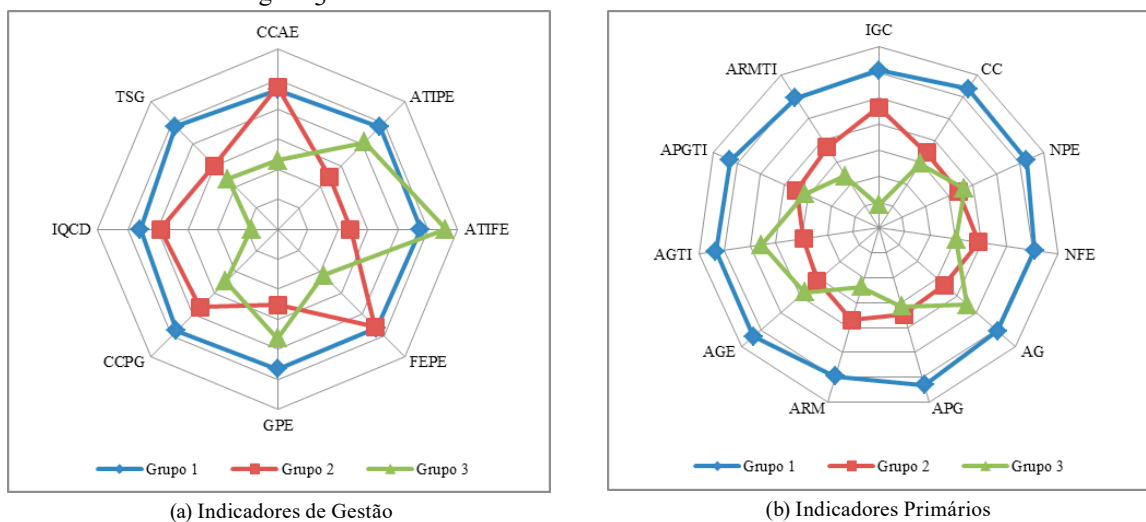 CCAE
TSG
ATIPE
IQCD
ATIFE
CCPG
FEPE
GPE
Grupo 1 Grupo 2 Grupo 3
(a) Indicadores de Gestão
IGC
ARMTI
CC
APGTI
NPE
AGTI
NFE
AGE
AG
ARM
APG
Grupo 1 Grupo 2 Grupo 3
(b) Indicadores Primários